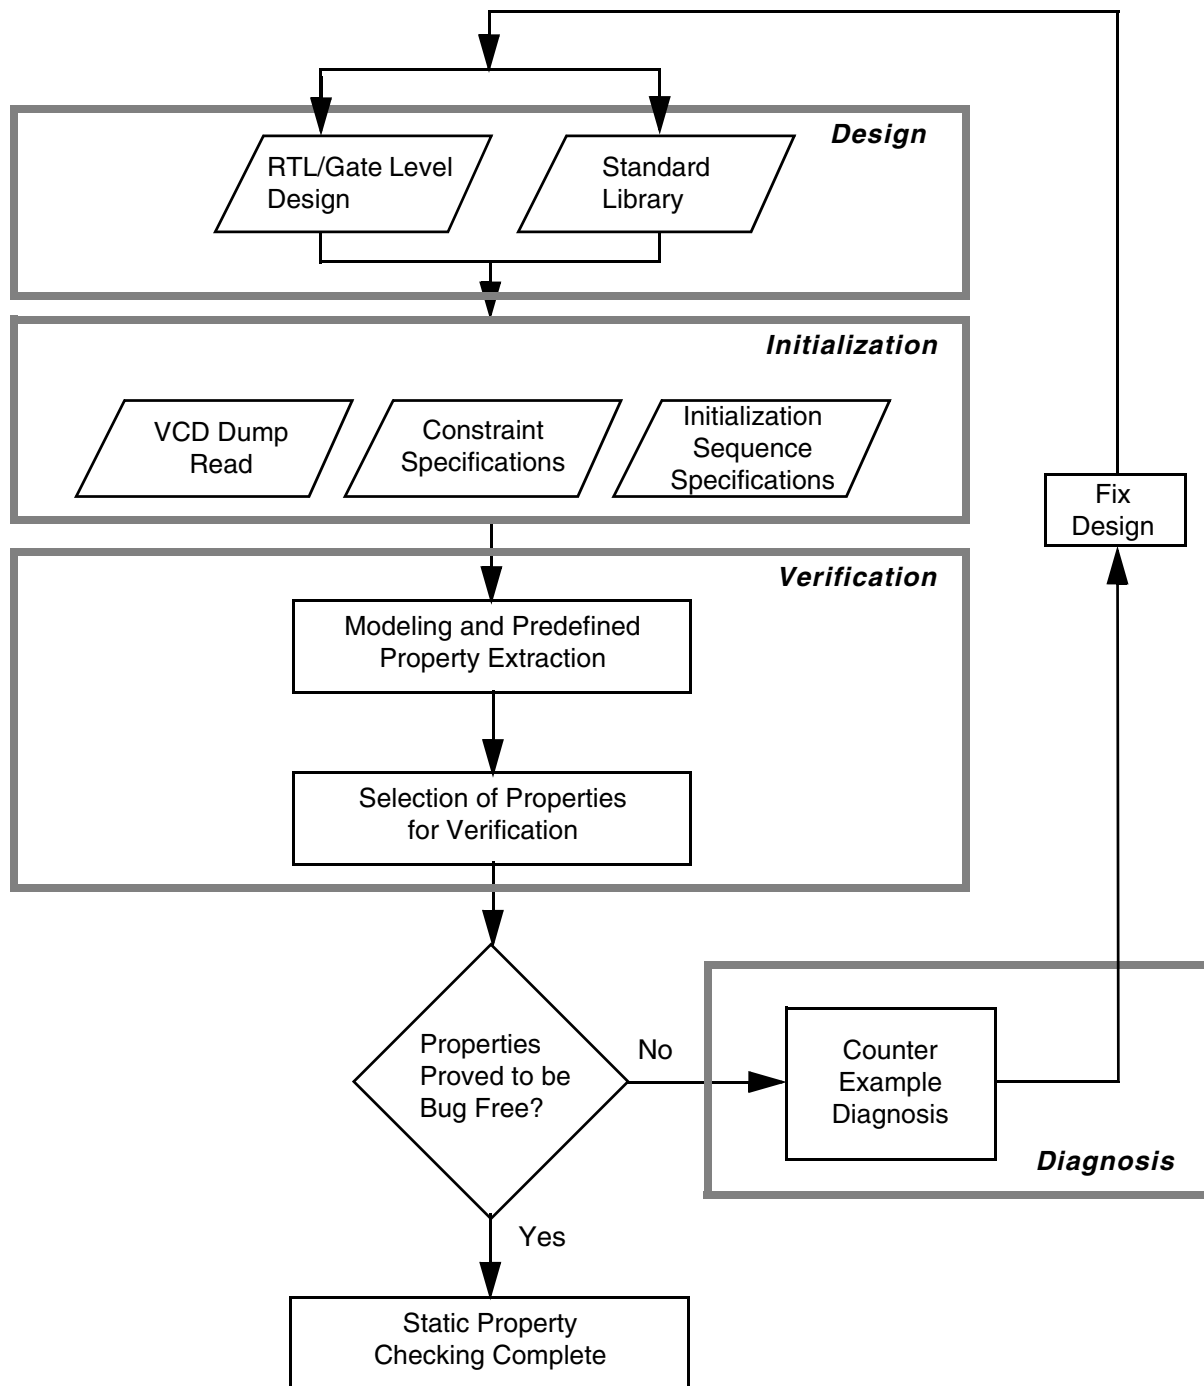 Design
RTL/Gate Level
Design
Standard
Library
Initialization
VCD Dump
Read
Constraint
Specifications
Initialization
Sequence
Specifications
Fix
Design
Verification
Modeling and Predefined
Property Extraction
Selection of Properties
for Verification
Properties
Proved to be
Bug Free?
No
Counter
Example
Diagnosis
Diagnosis
Yes
Static Property
Checking Complete